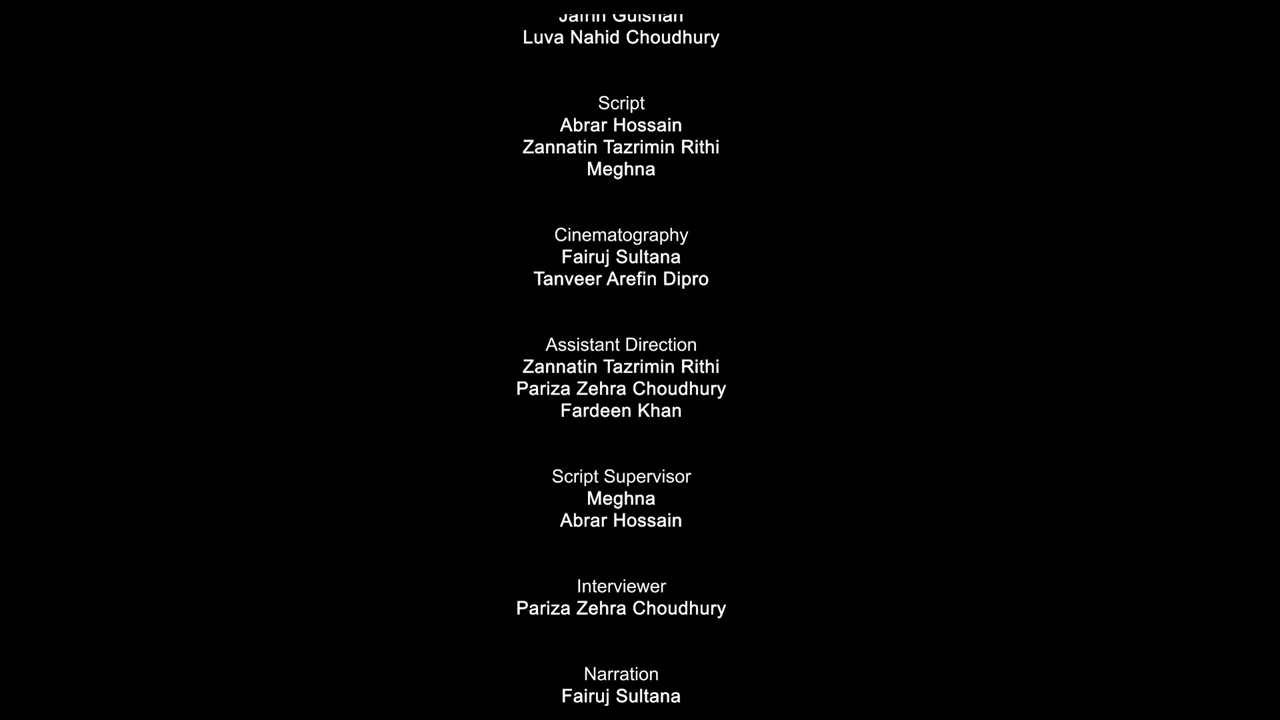 Luva Nahid Choudhury
Script
Abrar Hossain
Zannatin Tazrimin Rithi
Meghna
Cinematography
Fairuj Sultana
Tanveer Arefin Dipro
Assistant Direction
Zannatin Tazrimin Rithi
Pariza Zehra Choudhury
Fardeen Khan
Script Supervisor
Meghna
Abrar Hossain
Interviewer
Pariza Zehra Choudhury
Narration
Fairuj Sultana